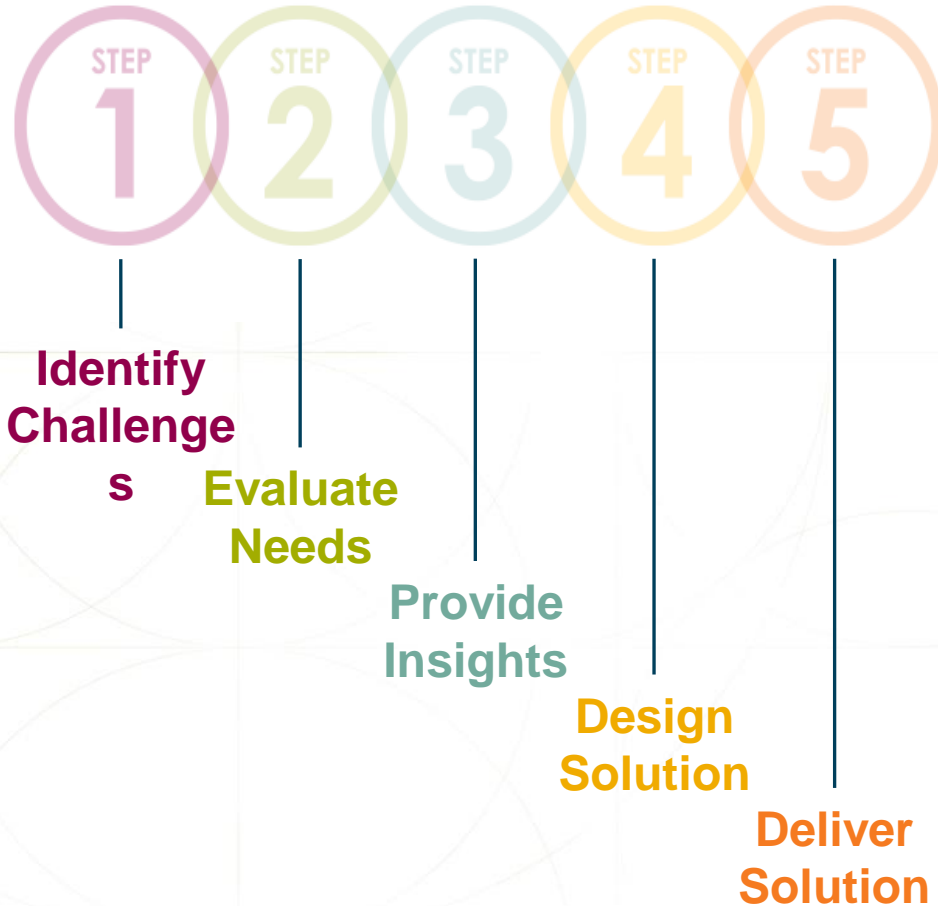 STEP STEP STEP STEP STEP
1 2 3 4 5
Identify
Challenge
s
Evaluate
Needs
Provide
Insights
Design
Solution
Deliver
Solution